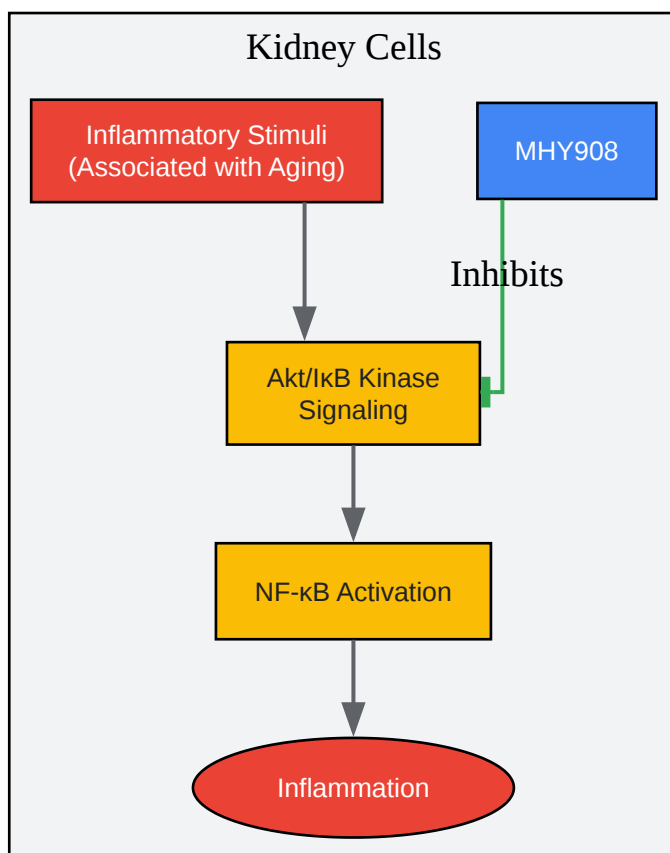 Kidney Cells
Inflammatory Stimuli
(Associated with Aging)
MHY908
Inhibits
Akt/IκB Kinase
Signaling
NF-κB Activation
Inflammation